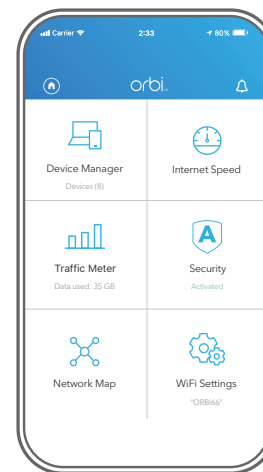 Carrier 2:33 80%
orbi
Device Manager Internet Speed
Devices (8)
Traffic Meter Security
Data used: 35 GB Activated
Network Map WiFi Settings
"ORBI66"